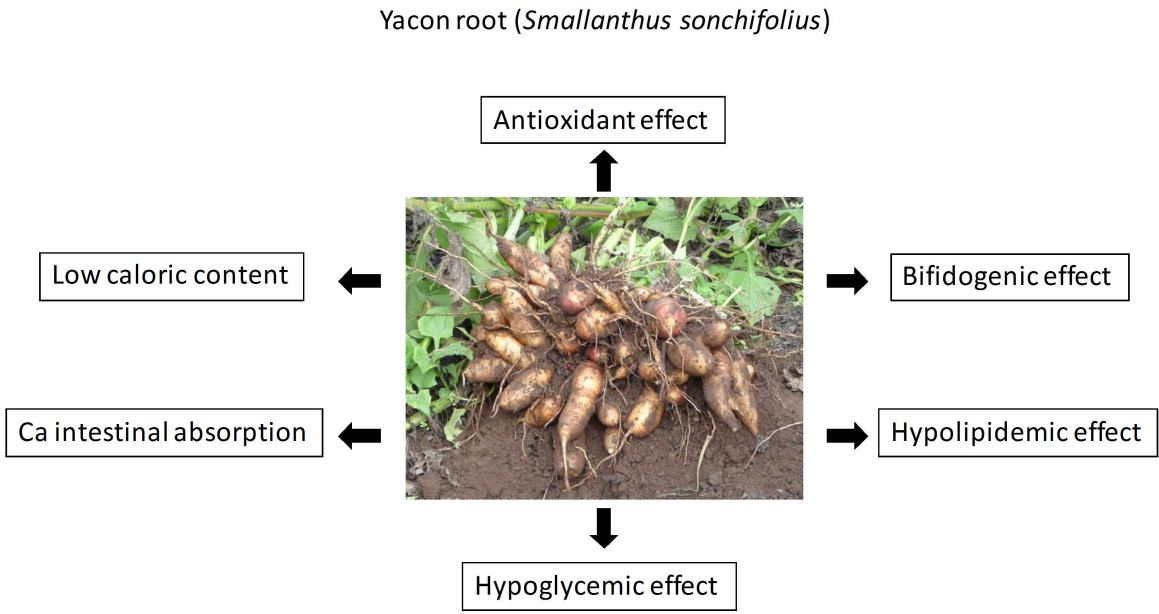 Yacon root (Smallanthus sonchifolius)
Antioxidant effect
Low caloric content
Bifidogenic effect
Ca intestinal absorption
Hypolipidemic effect
Hypoglycemic effect